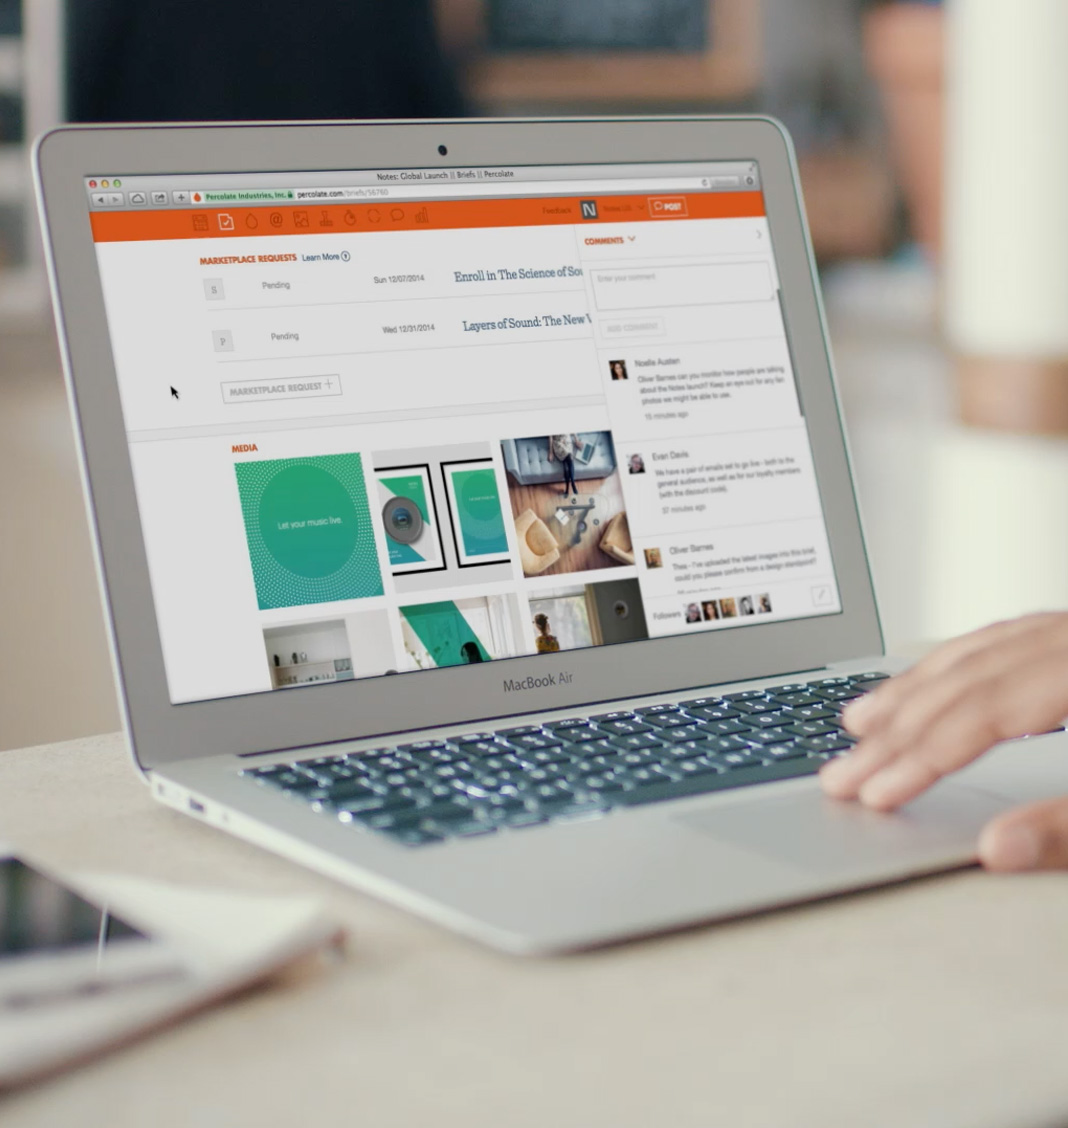 Notes: Global Launch || Briefs || Percolate
Percolate Industries, Inc. percolate.com/briefs/56760
Feedback N POST
MARKETPLACE REQUESTS Learn More
S Pending Sun 12/07/2014 Enroll in The Science of Sou
P Pending Wed 12/31/2014 Layers of Sound: The New
MARKETPLACE REQUEST +
MEDIA
Let your music live.
COMMENTS
Enter your comment
ADD COMMENT
Noelle Austen
Oliver Barnes can you monitor how people are talking
about the Notes launch? Keep an eye out for any fan
photos we might be able to use.
15 minutes ago
Evan Davis
We have a pair of emails set to go live - both to the
general audience, as well as for our loyalty members
(with the discount code).
37 minutes ago
Oliver Barnes
Thea - I've uploaded the latest images into this brief,
could you please confirm from a design standpoint?
Followers
MacBook Air